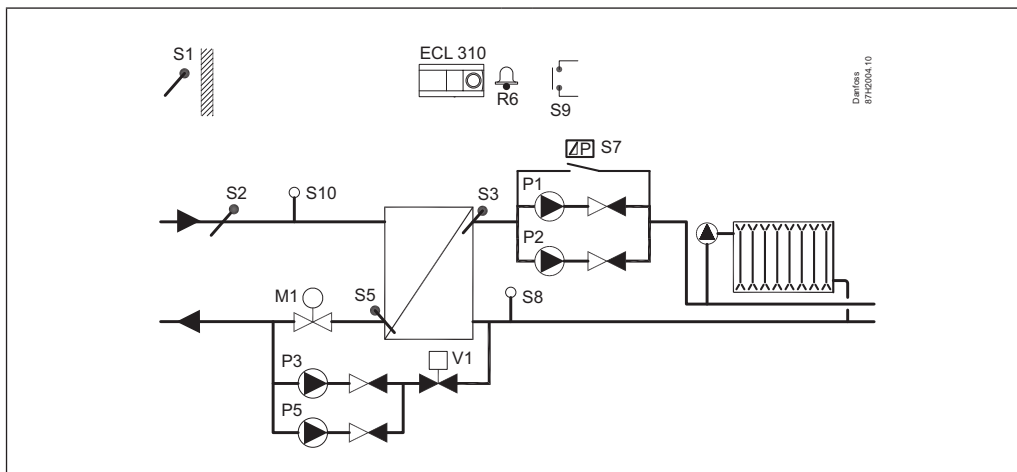 S1
ECL 310
R6
S9
Danfoss
87H2004.10
P S7
S2
S10
S3
P1
P2
M1
S5
S8
V1
P3
P5